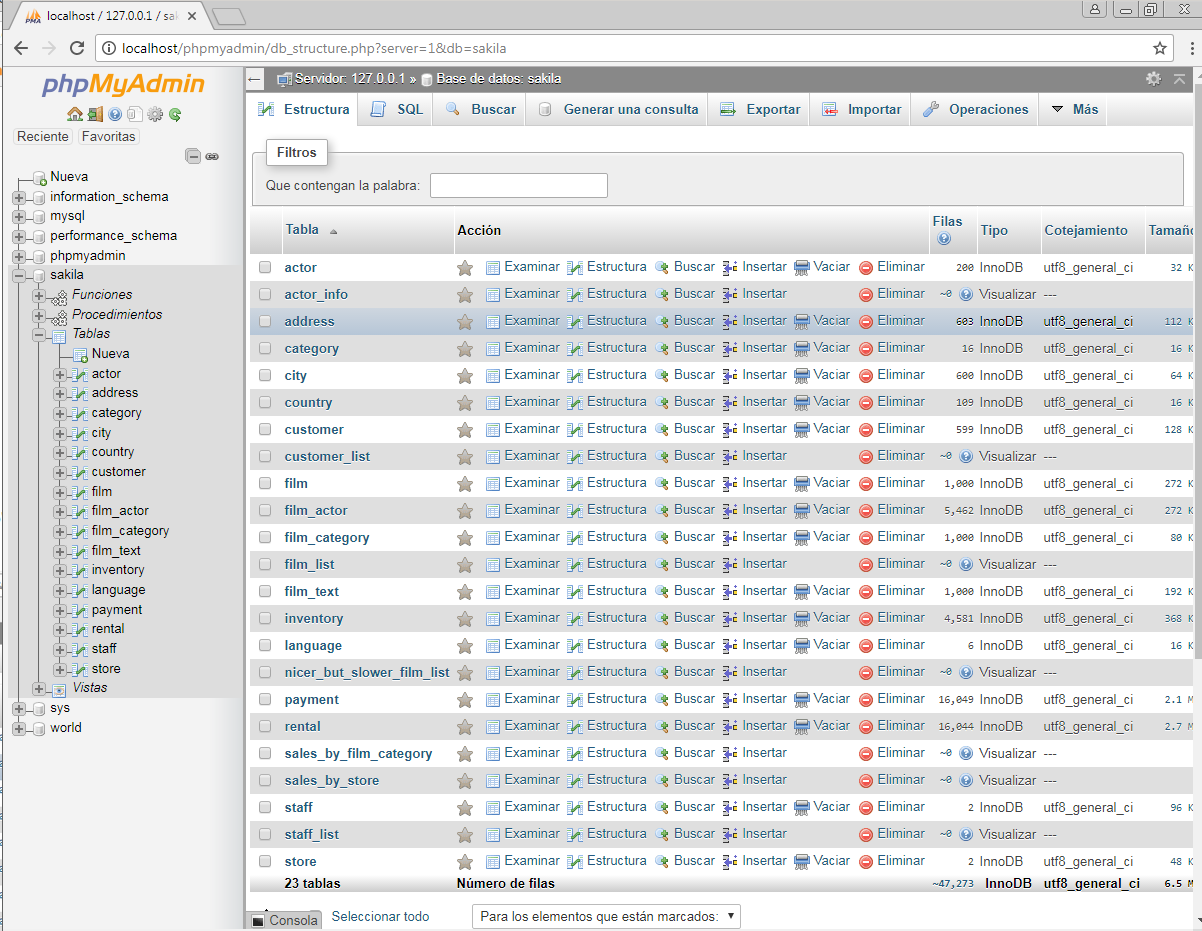 localhost / 127.0.0.1 / sak
localhost/phpmyadmin/db_structure.php?server=1&db=sakila
phpMyAdmin
Reciente Favoritas
Nueva
information_schema
mysql
performance_schema
phpmyadmin
sakila
Funciones
Procedimientos
Tablas
Nueva
actor
address
category
city
country
customer
film
film_actor
film_category
film_text
inventory
language
payment
rental
staff
store
Vistas
sys
world
Servidor: 127.0.0.1 » Base de datos: sakila
Estructura SQL Buscar Generar una consulta Exportar Importar Operaciones Más
Filtros
Que contengan la palabra:
Tabla Acción Filas Tipo Cotejamiento Tamaño
actor Examinar Estructura Buscar Insertar Vaciar Eliminar 200 InnoDB utf8_general_ci 32 K
actor_info Examinar Estructura Buscar Insertar Eliminar ~0 Visualizar ---
address Examinar Estructura Buscar Insertar Vaciar Eliminar 603 InnoDB utf8_general_ci 112 K
category Examinar Estructura Buscar Insertar Vaciar Eliminar 16 InnoDB utf8_general_ci 16 K
city Examinar Estructura Buscar Insertar Vaciar Eliminar 600 InnoDB utf8_general_ci 64 K
country Examinar Estructura Buscar Insertar Vaciar Eliminar 109 InnoDB utf8_general_ci 16 K
customer Examinar Estructura Buscar Insertar Vaciar Eliminar 599 InnoDB utf8_general_ci 128 K
customer_list Examinar Estructura Buscar Insertar Eliminar ~0 Visualizar ---
film Examinar Estructura Buscar Insertar Vaciar Eliminar 1,000 InnoDB utf8_general_ci 272 K
film_actor Examinar Estructura Buscar Insertar Vaciar Eliminar 5,462 InnoDB utf8_general_ci 272 K
film_category Examinar Estructura Buscar Insertar Vaciar Eliminar 1,000 InnoDB utf8_general_ci 80 K
film_list Examinar Estructura Buscar Insertar Eliminar ~0 Visualizar ---
film_text Examinar Estructura Buscar Insertar Vaciar Eliminar 1,000 InnoDB utf8_general_ci 192 K
inventory Examinar Estructura Buscar Insertar Vaciar Eliminar 4,581 InnoDB utf8_general_ci 368 K
language Examinar Estructura Buscar Insertar Vaciar Eliminar 6 InnoDB utf8_general_ci 16 K
nicer_but_slower_film_list Examinar Estructura Buscar Insertar Eliminar ~0 Visualizar ---
payment Examinar Estructura Buscar Insertar Vaciar Eliminar 16,049 InnoDB utf8_general_ci 2.1 M
rental Examinar Estructura Buscar Insertar Vaciar Eliminar 16,044 InnoDB utf8_general_ci 2.7 M
sales_by_film_category Examinar Estructura Buscar Insertar Eliminar ~0 Visualizar ---
sales_by_store Examinar Estructura Buscar Insertar Eliminar ~0 Visualizar ---
staff Examinar Estructura Buscar Insertar Vaciar Eliminar 2 InnoDB utf8_general_ci 96 K
staff_list Examinar Estructura Buscar Insertar Eliminar ~0 Visualizar ---
store Examinar Estructura Buscar Insertar Vaciar Eliminar 2 InnoDB utf8_general_ci 48 K
23 tablas Número de filas ~47,273 InnoDB utf8_general_ci 6.5 M
Consola Seleccionar todo Para los elementos que están marcados: